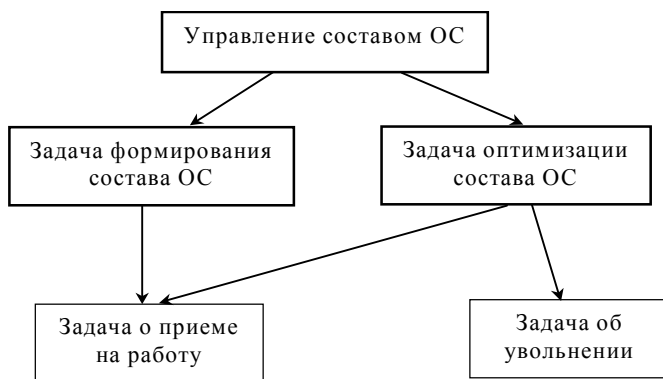 Управление составом ОС
Задача формирования
состава ОС
Задача оптимизации
состава ОС
Задача о приеме
на работу
Задача об
увольнении